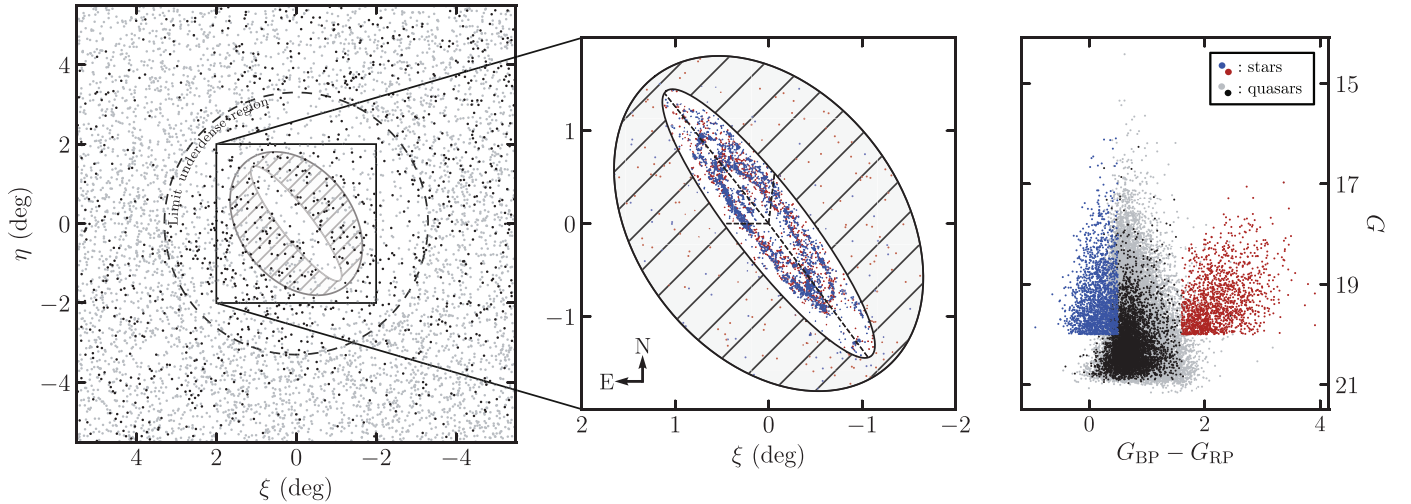 4
2
0
−2
−4
η (deg)
4
2
0
−2
−4
ξ (deg)
Limit underdense region
1
0
−1
2
1
0
−1
−2
ξ (deg)
N
E
: stars
: quasars
15
17
19
21
G
0
2
4
G_BP − G_RP